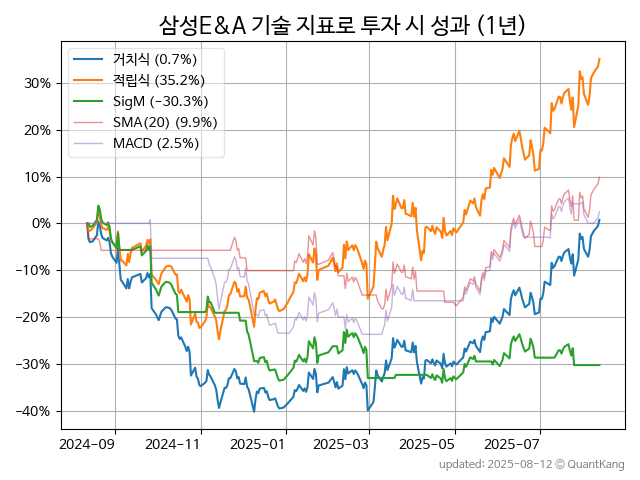 삼성E&A 기술 지표로 투자 시 성과 (1년)
거치식 (0.7%)
적립식 (35.2%)
SigM (−30.3%)
SMA(20) (9.9%)
MACD (2.5%)
30%
20%
10%
0%
−10%
−20%
−30%
−40%
2024−09
2024−11
2025−01
2025−03
2025−05
2025−07
updated: 2025-08-12 © QuantKang